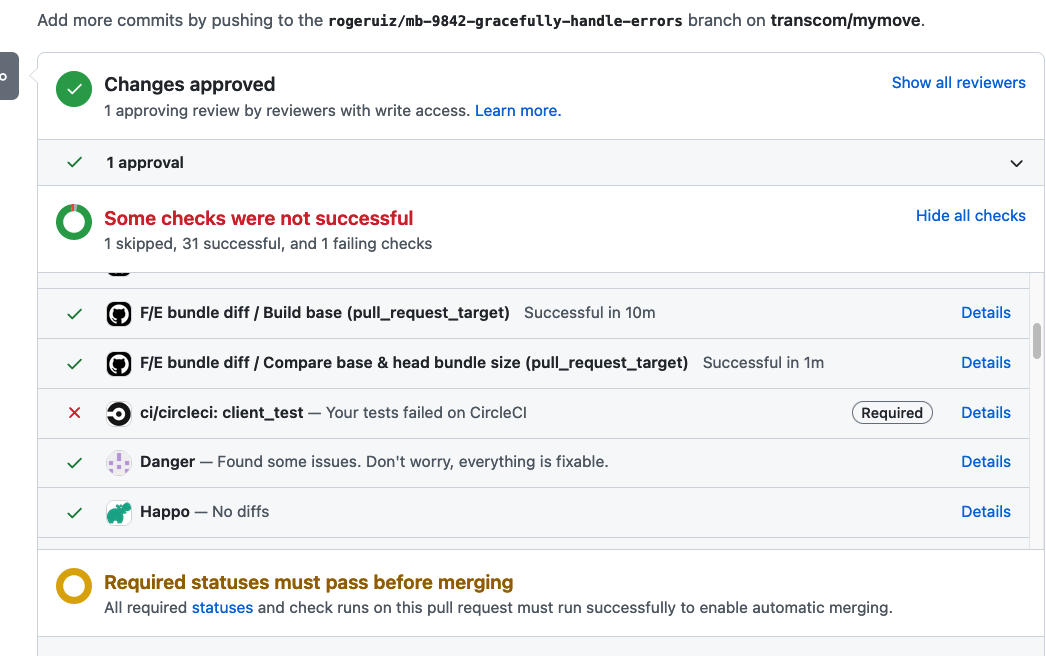 Add more commits by pushing to the rogeruiz/mb-9842-gracefully-handle-errors branch on transcom/mymove.
Changes approved
Show all reviewers
1 approving review by reviewers with write access. Learn more.
1 approval
Some checks were not successful
Hide all checks
1 skipped, 31 successful, and 1 failing checks
F/E bundle diff / Build base (pull_request_target) Successful in 10m Details
F/E bundle diff / Compare base & head bundle size (pull_request_target) Successful in 1m Details
ci/circleci: client_test — Your tests failed on CircleCI Required Details
Danger — Found some issues. Don't worry, everything is fixable. Details
Happo — No diffs Details
Required statuses must pass before merging
All required statuses and check runs on this pull request must run successfully to enable automatic merging.